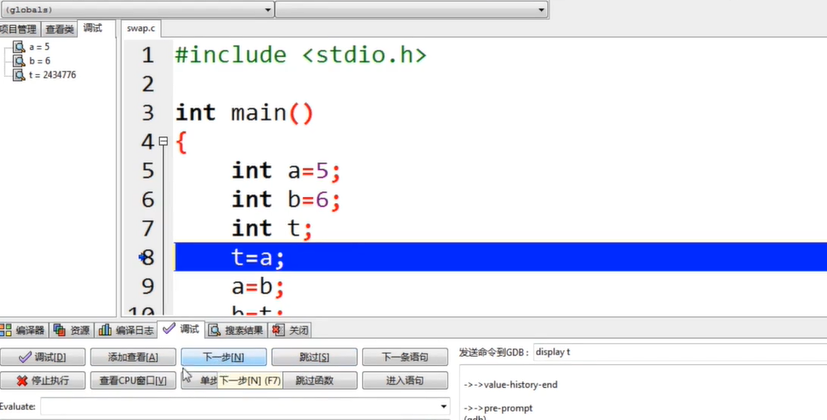 (globals)
项目管理 查看类 调试 swap.c
a = 5
b = 6
t = 2434776
1 #include <stdio.h>
2
3 int main()
4 {
5 int a=5;
6 int b=6;
7 int t;
8 t=a;
9 a=b;
10 b=t;
编译器 资源 编译日志 调试 搜索结果 关闭
调试[D] 添加查看[A] 下一步[N] 跳过[S] 下一条语句 发送命令到GDB: display t
停止执行 查看CPU窗口[V] 单步 下一步[N] (F7) 跳过函数 进入语句
->->value-history-end
Evaluate:
->->pre-prompt
(gdb)